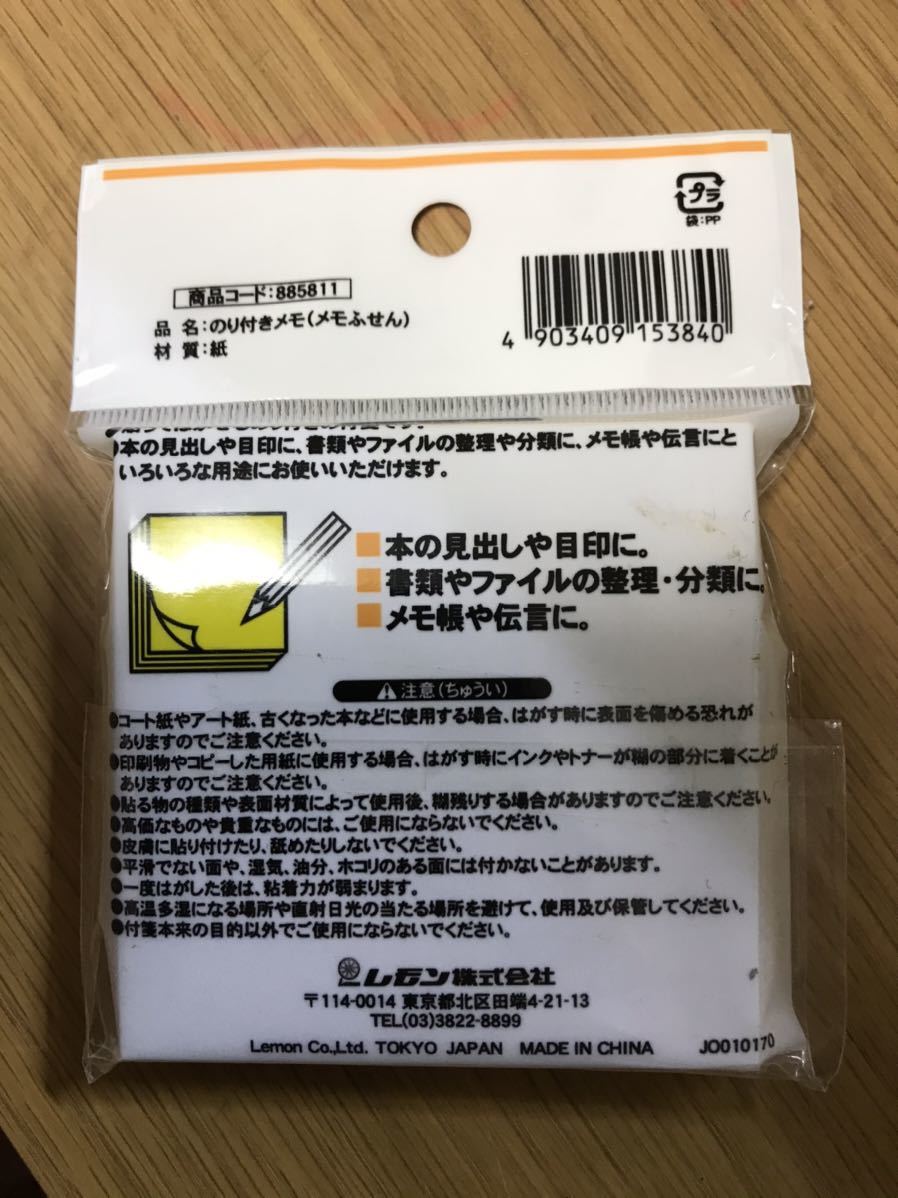 プラ
袋:PP
商品コード:885811
品 名:のり付きメモ(メモふせん)
材 質:紙
4 903409 153840
●本の見出しや目印に、書類やファイルの整理や分類に、メモ帳や伝言にと
いろいろな用途にお使いいただけます。
本の見出しや目印に。
書類やファイルの整理・分類に。
メモ帳や伝言に。
注意(ちゅうい)
●コート紙やアート紙、古くなった本などに使用する場合、はがす時に表面を傷める恐れが
ありますのでご注意ください。
●印刷物やコピーした用紙に使用する場合、はがす時にインクやトナーが糊の部分に着くことが
ありますのでご注意ください。
●貼る物の種類や表面材質によって使用後、糊残りする場合がありますのでご注意ください。
●高価なものや貴重なものには、ご使用にならないでください。
●皮膚に貼り付けたり、舐めたりしないでください。
●平滑でない面や、湿気、油分、ホコリのある面には付かないことがあります。
●一度はがした後は、粘着力が弱まります。
●高温多湿になる場所や直射日光の当たる場所を避けて、使用及び保管してください。
●付箋本来の目的以外でご使用にならないでください。
レモン株式会社
〒114-0014 東京都北区田端4-21-13
TEL(03)3822-8899
Lemon Co.,Ltd. TOKYO JAPAN MADE IN CHINA JO010170